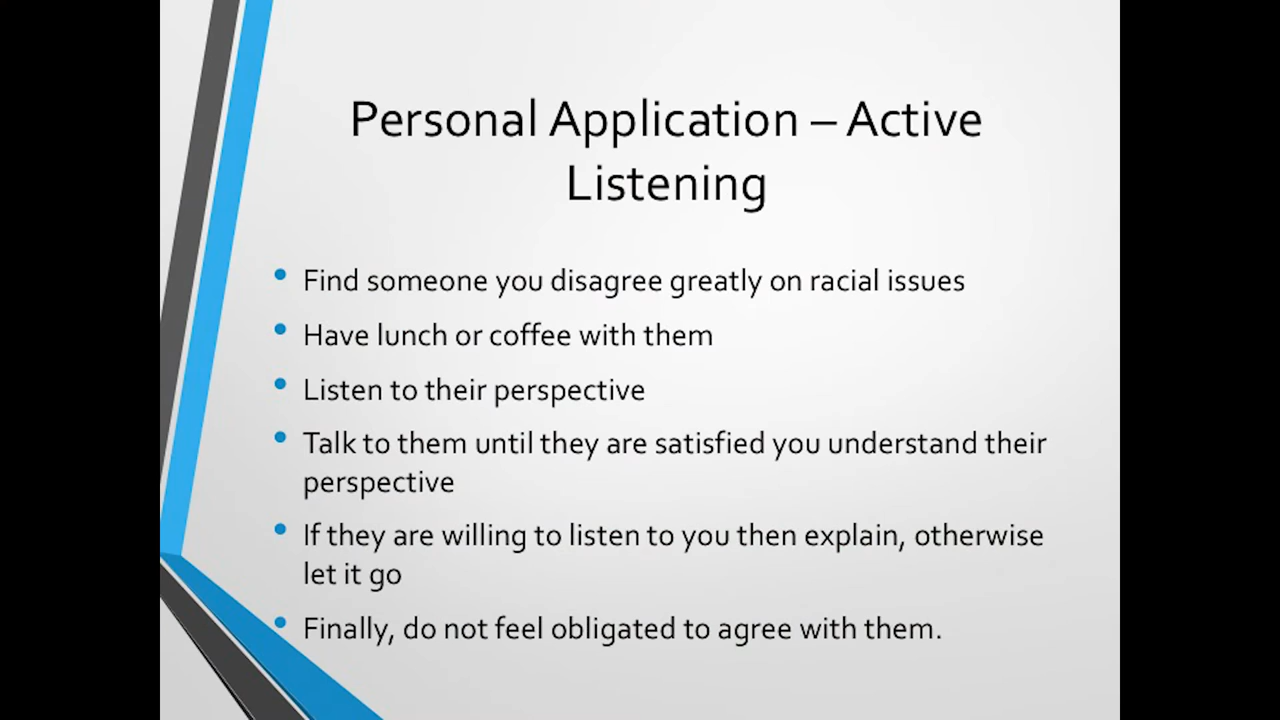 Personal Application – Active
Listening
• Find someone you disagree greatly on racial issues
• Have lunch or coffee with them
• Listen to their perspective
• Talk to them until they are satisfied you understand their
perspective
• If they are willing to listen to you then explain, otherwise
let it go
• Finally, do not feel obligated to agree with them.